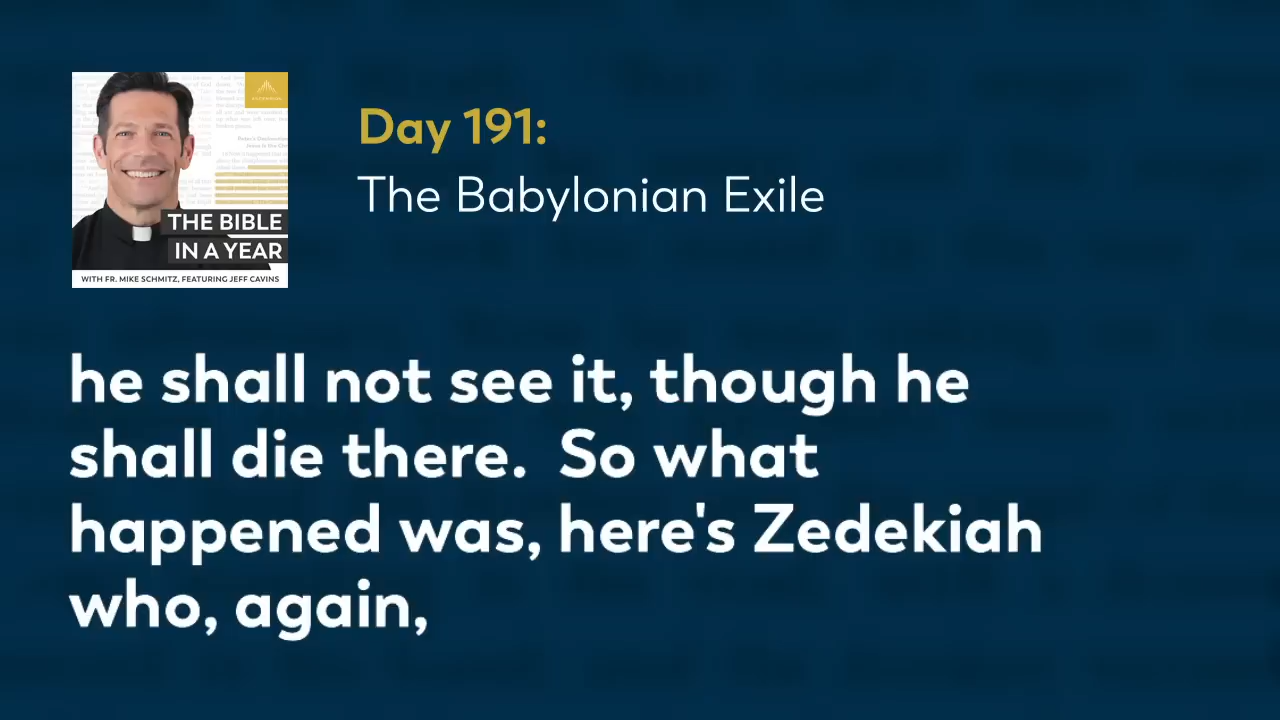 Day 191:
The Babylonian Exile
THE BIBLE
IN A YEAR
WITH FR. MIKE SCHMITZ, FEATURING JEFF CAVINS
he shall not see it, though he
shall die there.  So what
happened was, here's Zedekiah
who, again,